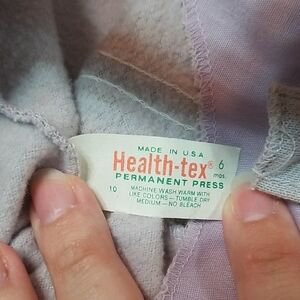 MADE IN U.S.A.
Health-tex® 6 mos.
PERMANENT PRESS
10 MACHINE WASH WARM WITH
LIKE COLORS – TUMBLE DRY
MEDIUM – NO BLEACH